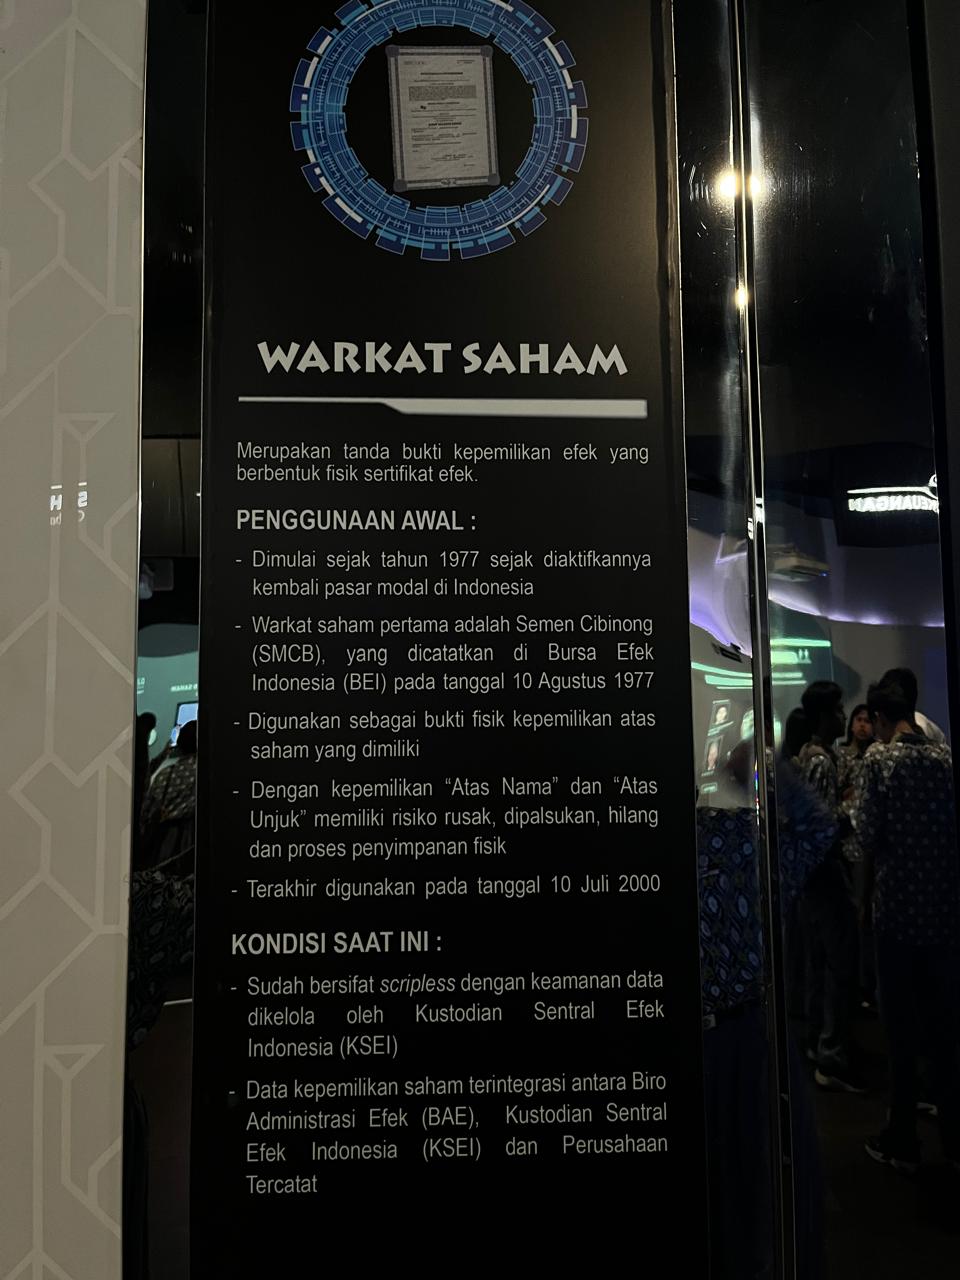 WARKAT SAHAM
Merupakan tanda bukti kepemilikan efek yang
berbentuk fisik sertifikat efek.
PENGGUNAAN AWAL :
- Dimulai sejak tahun 1977 sejak diaktifkannya
kembali pasar modal di Indonesia
- Warkat saham pertama adalah Semen Cibinong
(SMCB), yang dicatatkan di Bursa Efek
Indonesia (BEI) pada tanggal 10 Agustus 1977
- Digunakan sebagai bukti fisik kepemilikan atas
saham yang dimiliki
- Dengan kepemilikan “Atas Nama” dan “Atas
Unjuk” memiliki risiko rusak, dipalsukan, hilang
dan proses penyimpanan fisik
- Terakhir digunakan pada tanggal 10 Juli 2000
KONDISI SAAT INI :
- Sudah bersifat scripless dengan keamanan data
dikelola oleh Kustodian Sentral Efek
Indonesia (KSEI)
- Data kepemilikan saham terintegrasi antara Biro
Administrasi Efek (BAE), Kustodian Sentral
Efek Indonesia (KSEI) dan Perusahaan
Tercatat
KEUANGAN